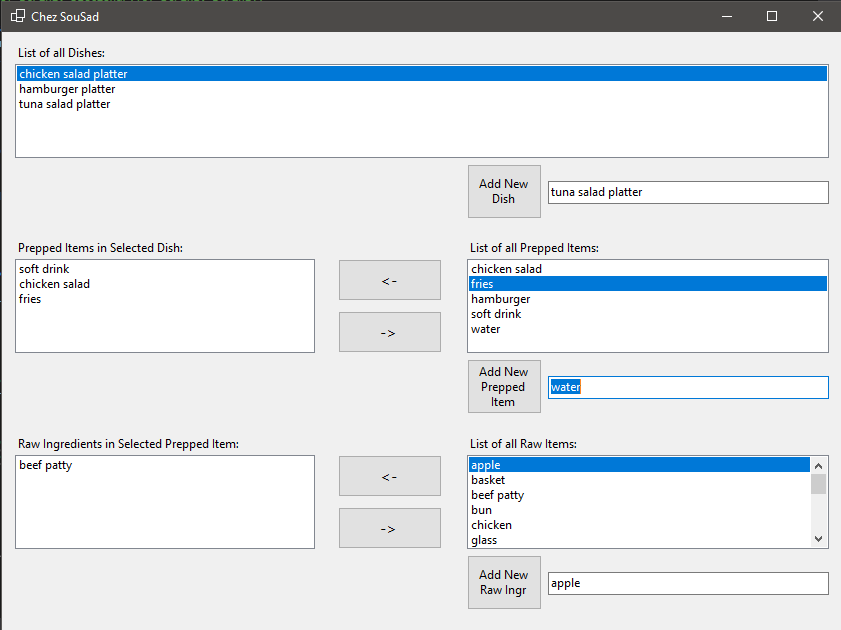 Chez SouSad
List of all Dishes:
chicken salad platter
hamburger platter
tuna salad platter
Add New
Dish
tuna salad platter
Prepped Items in Selected Dish:
soft drink
chicken salad
fries
<-
->
List of all Prepped Items:
chicken salad
fries
hamburger
soft drink
water
Add New
Prepped
Item
water
Raw Ingredients in Selected Prepped Item:
beef patty
<-
->
List of all Raw Items:
apple
basket
beef patty
bun
chicken
glass
Add New
Raw Ingr
apple